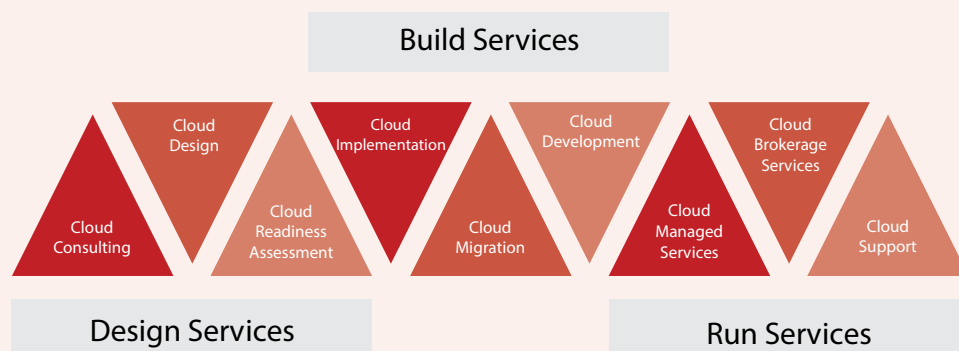 Build Services
Cloud
Consulting
Cloud
Design
Cloud
Readiness
Assessment
Cloud
Implementation
Cloud
Migration
Cloud
Development
Cloud
Managed
Services
Cloud
Brokerage
Services
Cloud
Support
Design Services
Run Services